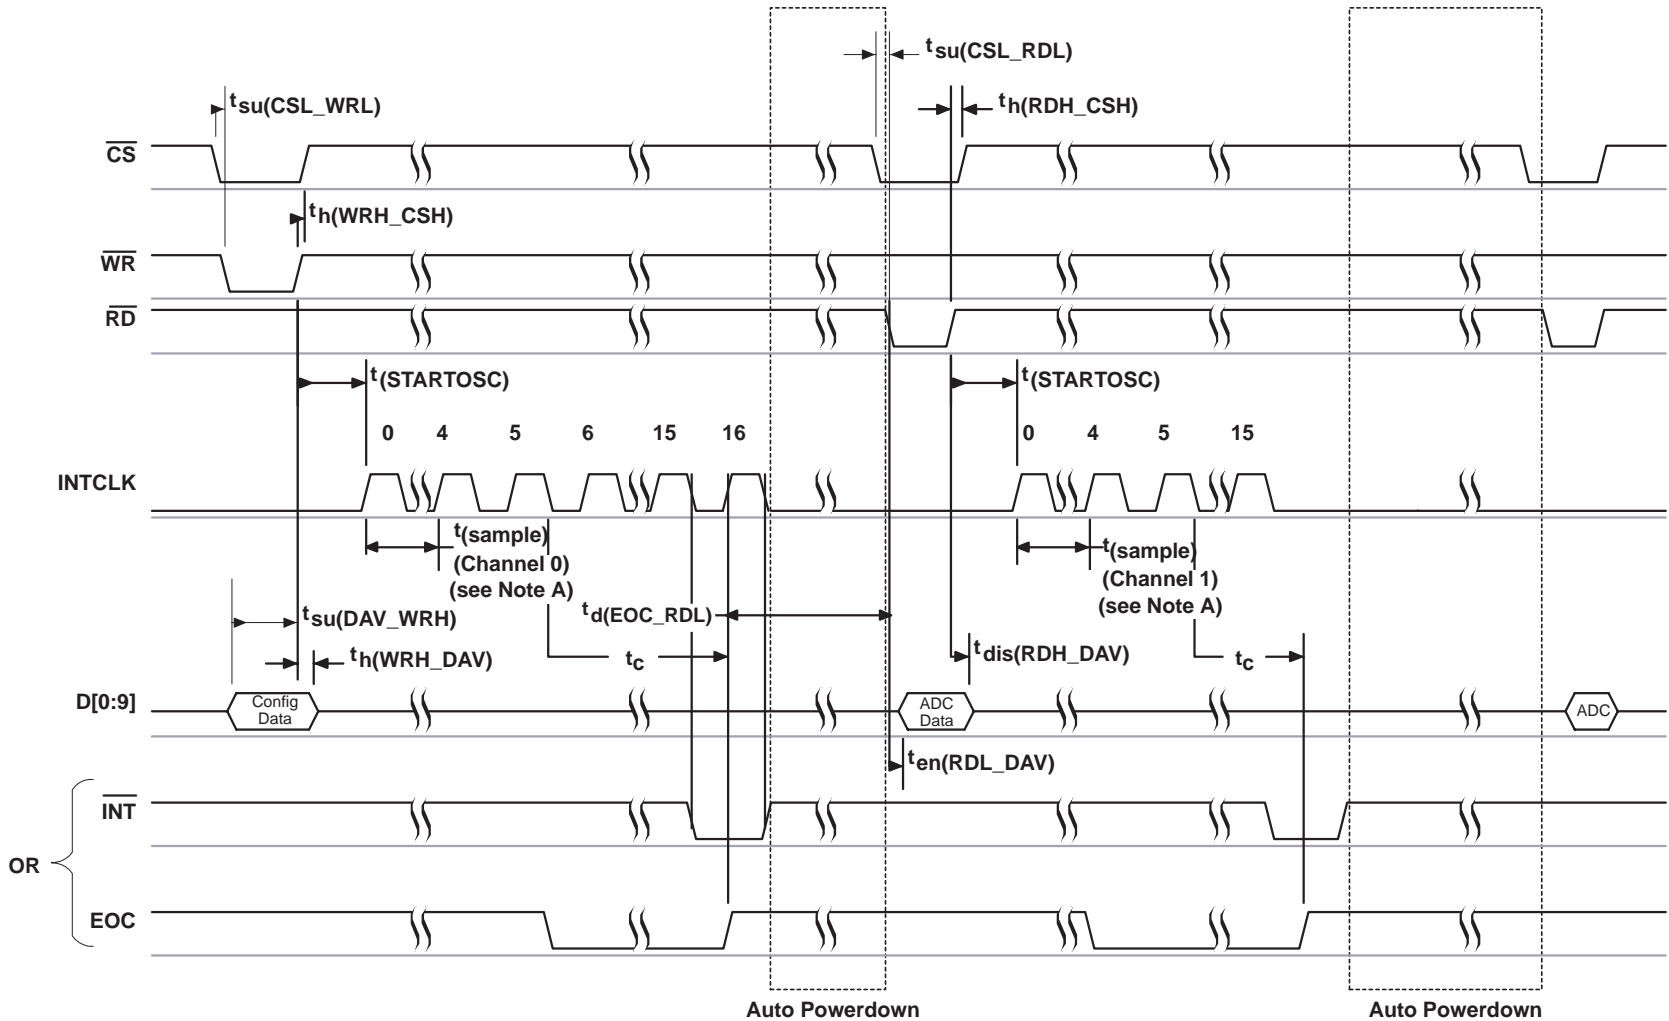 tsu(CSL_RDL)
tsu(CSL_WRL)
th(RDH_CSH)
CS
th(WRH_CSH)
WR
RD
t(STARTOSC)
t(STARTOSC)
0 4 5 6 15 16
0 4 5 15
INTCLK
t(sample)
(Channel 0)
(see Note A)
t(sample)
(Channel 1)
(see Note A)
tsu(DAV_WRH)
td(EOC_RDL)
th(WRH_DAV)
tc
tdis(RDH_DAV)
tc
D[0:9]
Config
Data
ADC
Data
ADC
ten(RDL_DAV)
INT
OR
EOC
Auto Powerdown
Auto Powerdown